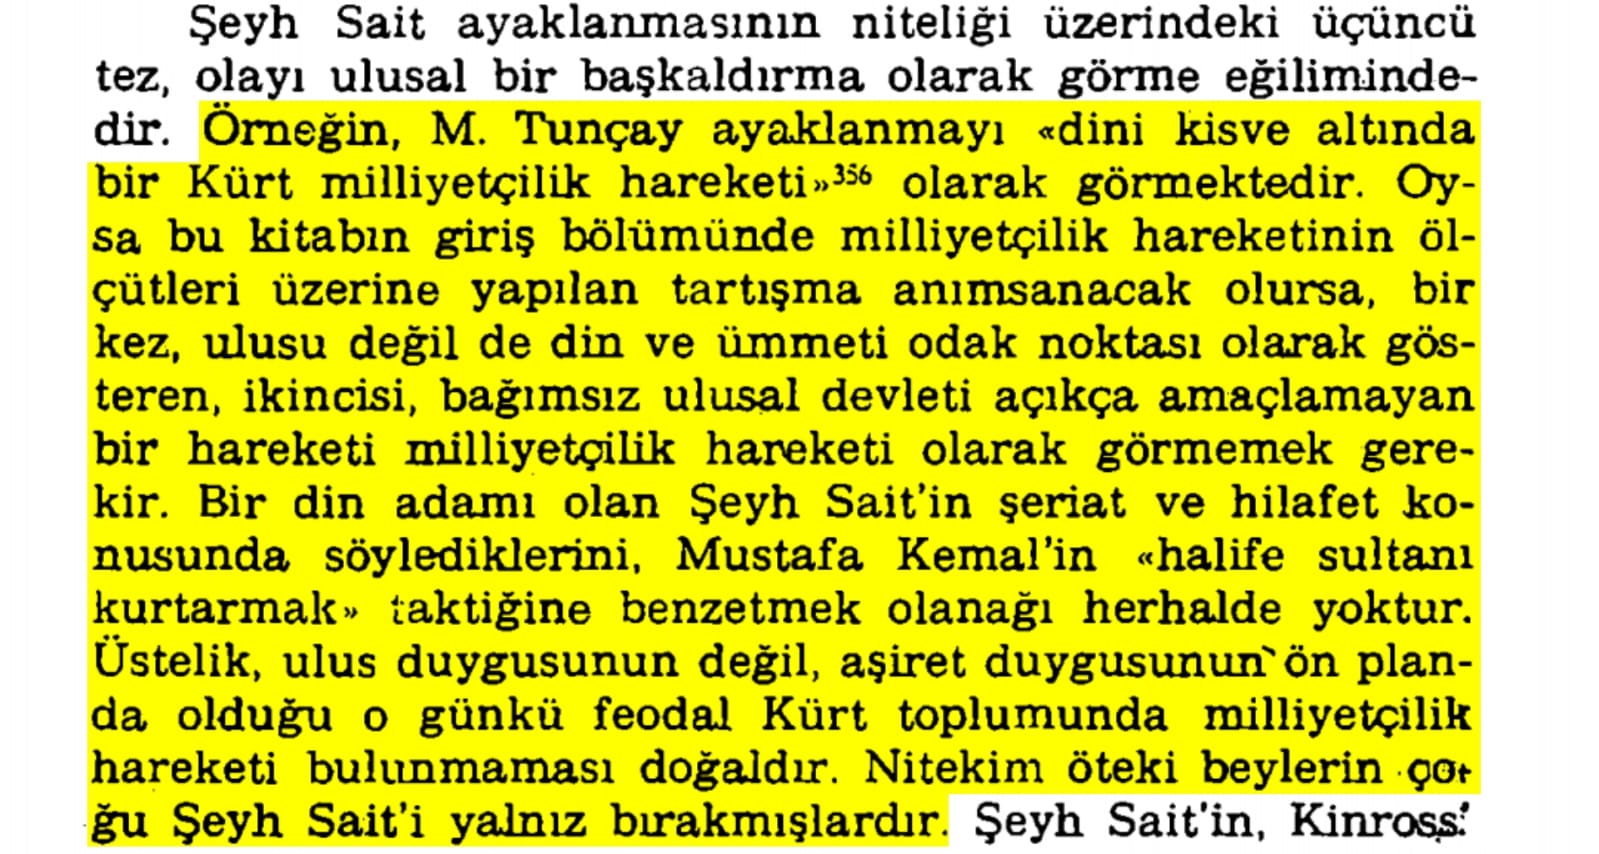 Şeyh Sait ayaklanmasının niteliği üzerindeki üçüncü
tez, olayı ulusal bir başkaldırma olarak görme eğiliminde-
dir. Örneğin, M. Tunçay ayaklanmayı «dini kisve altında
bir Kürt milliyetçilik hareketi»³⁵⁶ olarak görmektedir. Oy-
sa bu kitabın giriş bölümünde milliyetçilik hareketinin öl-
çütleri üzerine yapılan tartışma anımsanacak olursa, bir
kez, ulusu değil de din ve ümmeti odak noktası olarak gös-
teren, ikincisi, bağımsız ulusal devleti açıkça amaçlamayan
bir hareketi milliyetçilik hareketi olarak görmemek gere-
kir. Bir din adamı olan Şeyh Sait'in şeriat ve hilafet ko-
nusunda söylediklerini, Mustafa Kemal'in «halife sultanı
kurtarmak» taktiğine benzetmek olanağı herhalde yoktur.
Üstelik, ulus duygusunun değil, aşiret duygusunun ön plan-
da olduğu o günkü feodal Kürt toplumunda milliyetçilik
hareketi bulunmaması doğaldır. Nitekim öteki beylerin ço-
ğu Şeyh Sait'i yalnız bırakmışlardır. Şeyh Sait'in, Kinross'